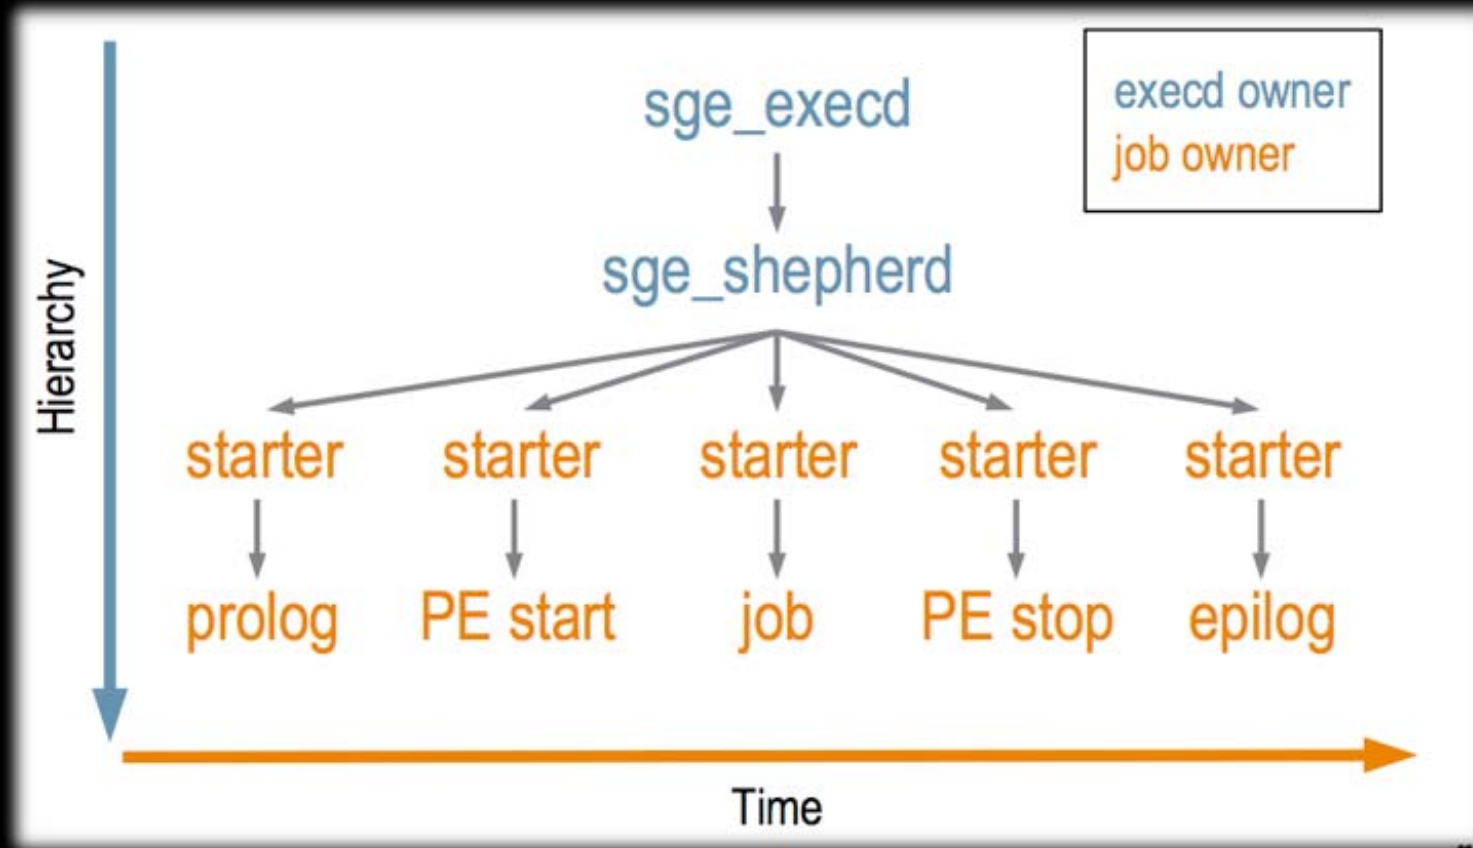 execd owner
job owner
sge_execd
sge_shepherd
Hierarchy
starter starter starter starter starter
prolog PE start job PE stop epilog
Time